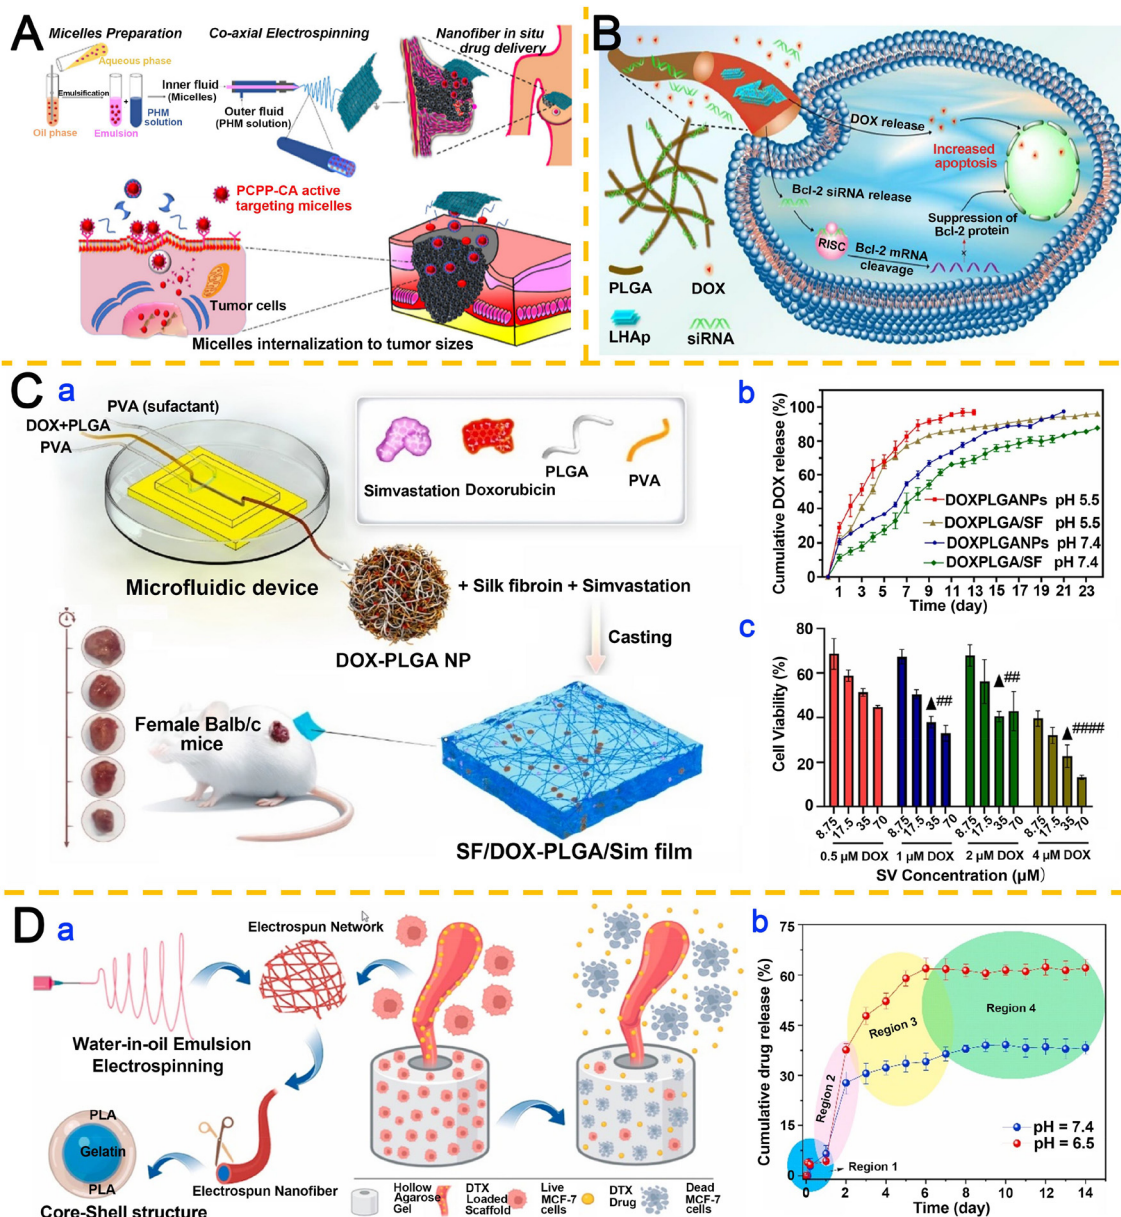 A
Micelles Preparation
Co-axial Electrospinning
Nanofiber in situ
drug delivery
Aqueous phase
Emulsification
Inner fluid
(Micelles)
PHM
solution
Outer fluid
(PHM solution)
Oil phase
Emulsion
PCPP-CA active
targeting micelles
Tumor cells
Micelles internalization to tumor sizes
B
DOX release
Increased
apoptosis
Bcl-2 siRNA release
Suppression of
Bcl-2 protein
RISC
Bcl-2 mRNA
cleavage
x
PLGA
DOX
LHAp
siRNA
C
a
PVA (sufactant)
DOX+PLGA
PVA
Simvastation
Doxorubicin
PLGA
PVA
Microfluidic device
+ Silk fibroin + Simvastation
DOX-PLGA NP
Casting
Female Balb/c
mice
SF/DOX-PLGA/Sim film
b
Cumulative DOX release (%)
100
80
60
40
20
0
DOXPLGANPs pH 5.5
DOXPLGA/SF pH 5.5
DOXPLGANPs pH 7.4
DOXPLGA/SF pH 7.4
1 3 5 7 9 11 13 15 17 19 21 23
Time (day)
c
Cell Viability (%)
80
60
40
20
0
▲##
▲##
▲####
8.75 17.5 35 70
8.75 17.5 35 70
8.75 17.5 35 70
8.75 17.5 35 70
0.5 μM DOX
1 μM DOX
2 μM DOX
4 μM DOX
SV Concentration (μM)
D
a
Electrospun Network
Water-in-oil Emulsion
Electrospinning
PLA
Gelatin
PLA
Electrospun Nanofiber
Core-Shell structure
Hollow
Agarose
Gel
DTX
Loaded
Scaffold
Live
MCF-7
cells
DTX
Drug
Dead
MCF-7
cells
b
Cumulative drug release (%)
75
60
45
30
15
0
Region 1
Region 2
Region 3
Region 4
pH = 7.4
pH = 6.5
0 2 4 6 8 10 12 14
Time (day)